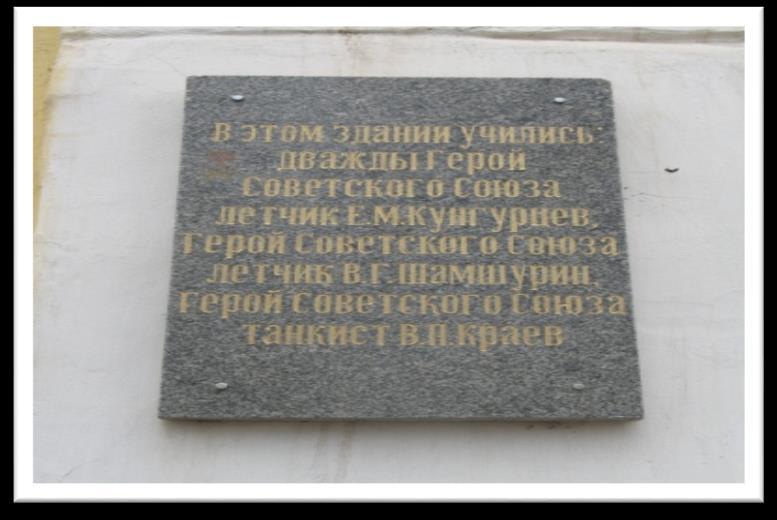 В этом здании учились:
дважды Герой
Советского Союза
летчик Е.М.Кунгурцев,
Герой Советского Союза
летчик В.Г.Шамшурин,
Герой Советского Союза
танкист В.П.Краев